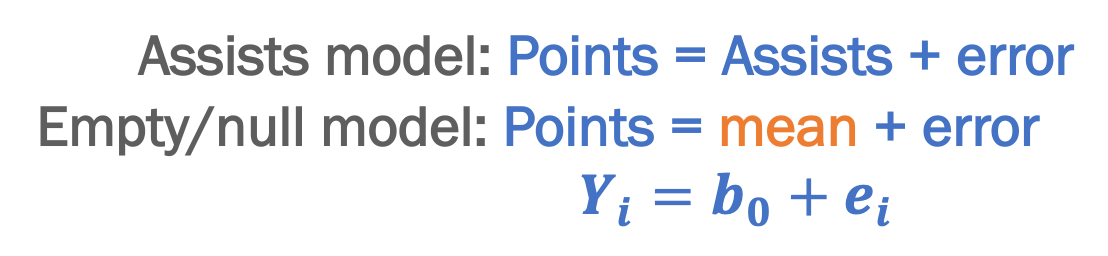 Assists model: Points = Assists + error
Empty/null model: Points = mean + error
Yᵢ = b₀ + eᵢ